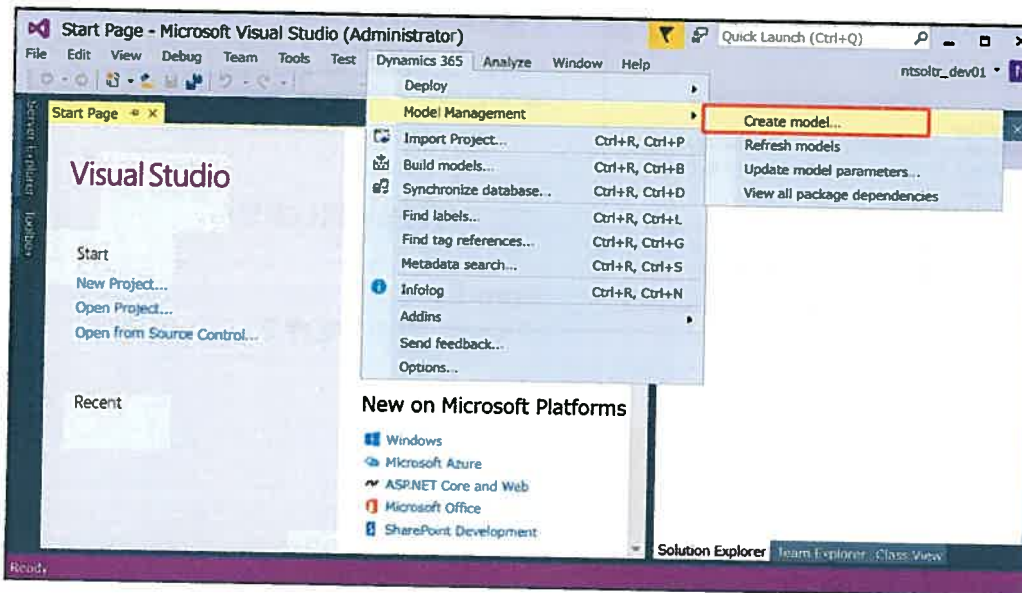 Start Page - Microsoft Visual Studio (Administrator)
Quick Launch (Ctrl+Q)
File Edit View Debug Team Tools Test Dynamics 365 Analyze Window Help
ntsoltr_dev01
Server Explorer Toolbox
Start Page
Visual Studio
Start
New Project...
Open Project...
Open from Source Control...
Recent
Deploy
Model Management
Import Project... Ctrl+R, Ctrl+P
Build models... Ctrl+R, Ctrl+B
Synchronize database... Ctrl+R, Ctrl+D
Find labels... Ctrl+R, Ctrl+L
Find tag references... Ctrl+R, Ctrl+G
Metadata search... Ctrl+R, Ctrl+S
Infolog Ctrl+R, Ctrl+N
Addins
Send feedback...
Options...
Create model...
Refresh models
Update model parameters...
View all package dependencies
New on Microsoft Platforms
Windows
Microsoft Azure
ASP.NET Core and Web
Microsoft Office
SharePoint Development
Solution Explorer Team Explorer Class View
Ready